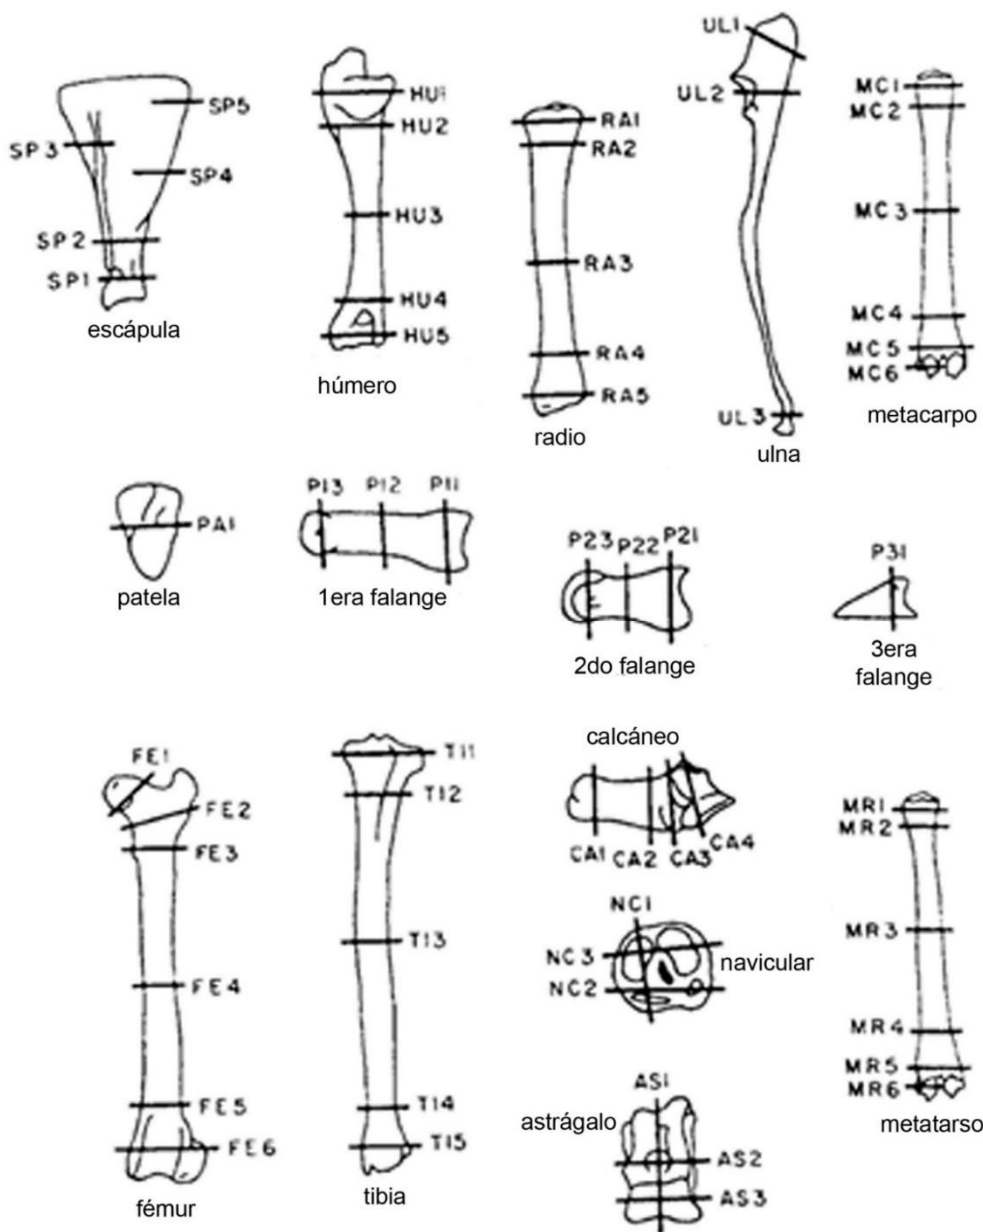 SP5
SP3
SP4
SP2
SP1
escápula
HU1
HU2
HU3
HU4
HU5
húmero
RA1
RA2
RA3
RA4
RA5
radio
UL1
UL2
UL3
ulna
MC1
MC2
MC3
MC4
MC5
MC6
metacarpo
PA1
patela
P13 P12 P11
1era falange
P23 P22 P21
2do falange
P31
3era
falange
FE1
FE2
FE3
FE4
FE5
FE6
fémur
TI1
TI2
TI3
TI4
TI5
tibia
calcáneo
CA1 CA2 CA3 CA4
NC1
NC3
NC2
navicular
astrágalo
AS1
AS2
AS3
MR1
MR2
MR3
MR4
MR5
MR6
metatarso